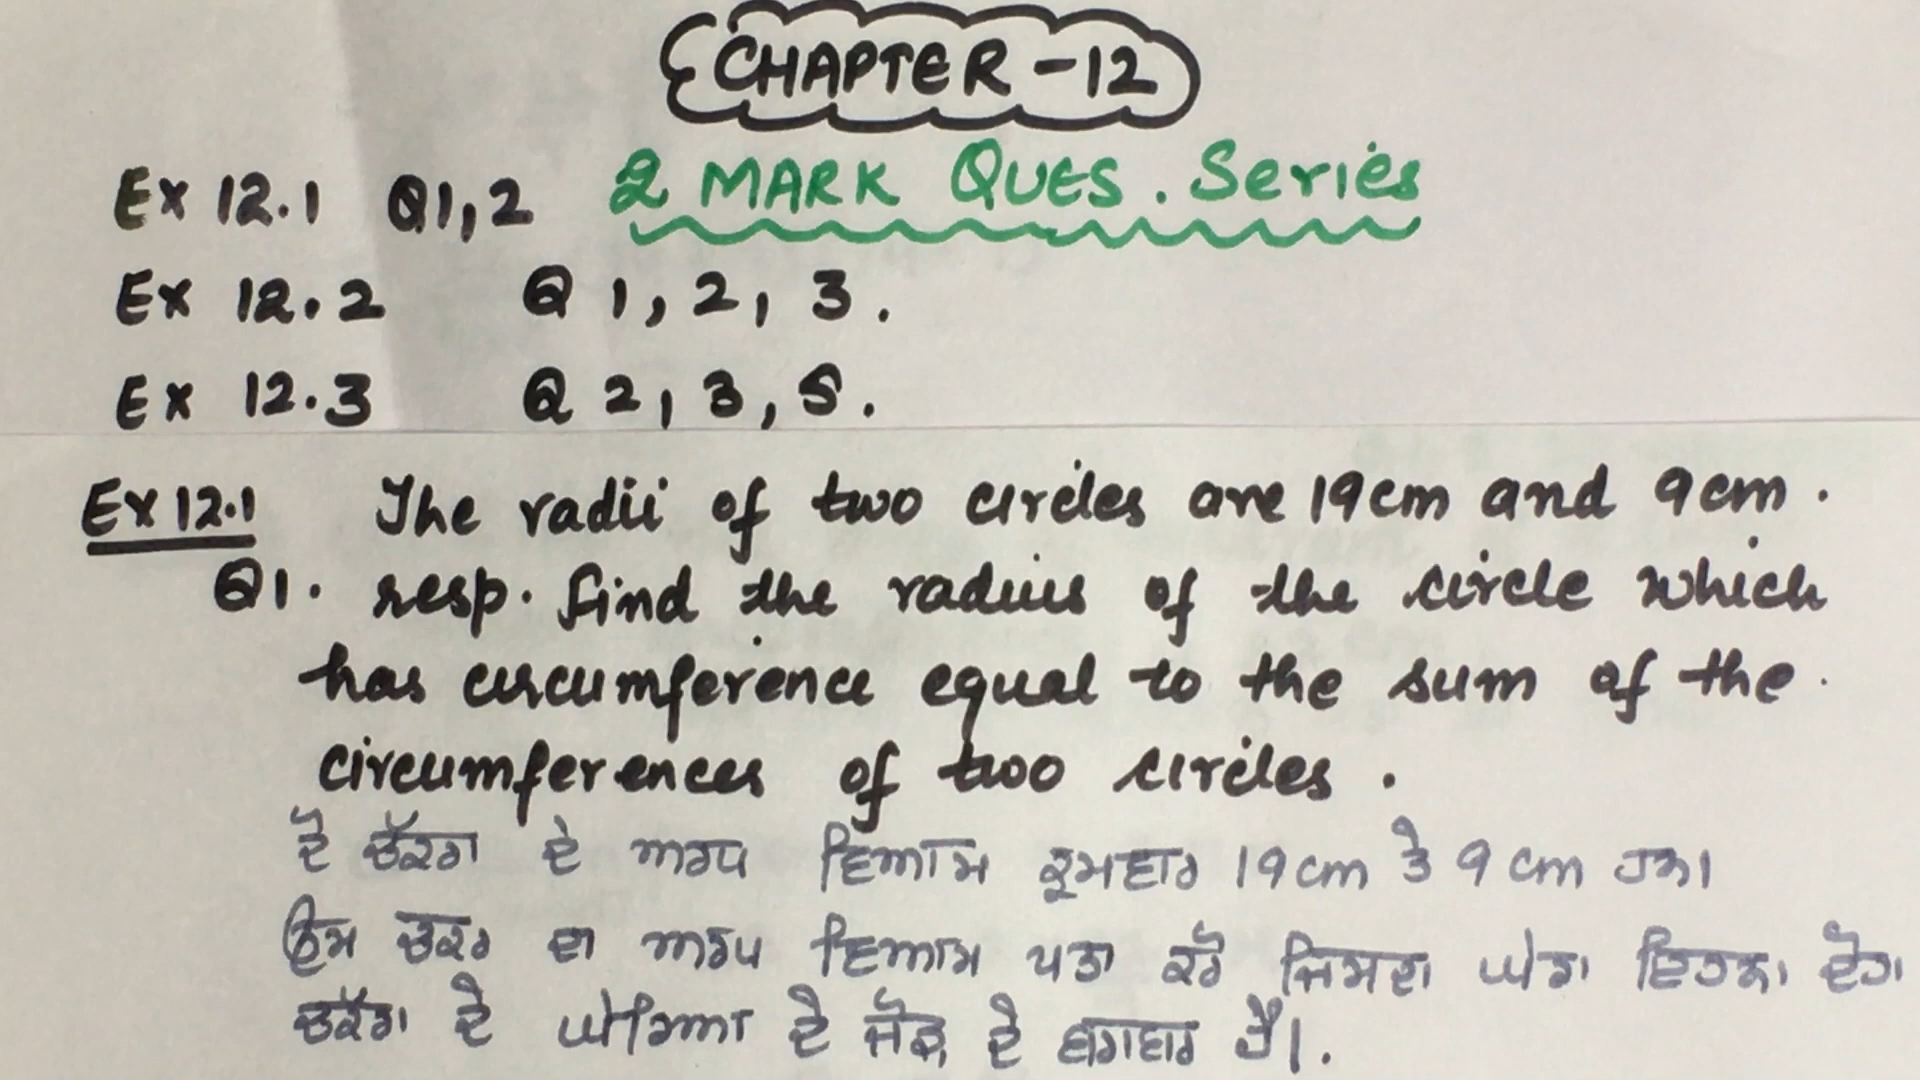 CHAPTER - 12
Ex 12.1 Q1,2 2 MARK QUES. Series
Ex 12.2 Q 1, 2, 3.
Ex 12.3 Q 2, 3, 5.
Ex 12.1 The radii of two circles are 19cm and 9cm.
Q1. resp. find the radius of the circle which
has circumference equal to the sum of the.
circumferences of two circles.
ਦੋ ਚੱਕਰਾਂ ਦੇ ਅਰਧ ਵਿਆਸ ਕ੍ਰਮਵਾਰ 19cm ਤੇ 9 cm ਹਨ।
ਉਸ ਚੱਕਰ ਦਾ ਅਰਧ ਵਿਆਸ ਪਤਾ ਕਰੋ ਜਿਸਦਾ ਘੇਰਾ ਇਹਨਾਂ ਦੋਹਾਂ
ਚੱਕਰਾਂ ਦੇ ਘੇਰਿਆਂ ਦੇ ਜੋੜ ਦੇ ਬਰਾਬਰ ਹੈ।.